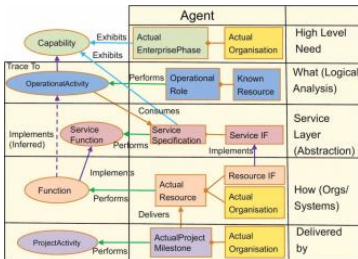 Agent
Capability
Exhibits
Exhibits
Actual
EnterprisePhase
Actual
Organisation
High Level
Need
Trace To
OperationalActivity
Performs
Operational
Role
Known
Resource
What (Logical
Analysis)
Consumes
Implements
(Inferred)
Service
Function
Performs
Service
Specification
Service IF
Service
Layer
(Abstraction)
Implements
Implements
Function
Performs
Actual
Resource
Resource IF
Actual
Organisation
How (Orgs/
Systems)
Delivers
ProjectActivity
Performs
ActualProject
Milestone
Actual
Organisation
Delivered
by